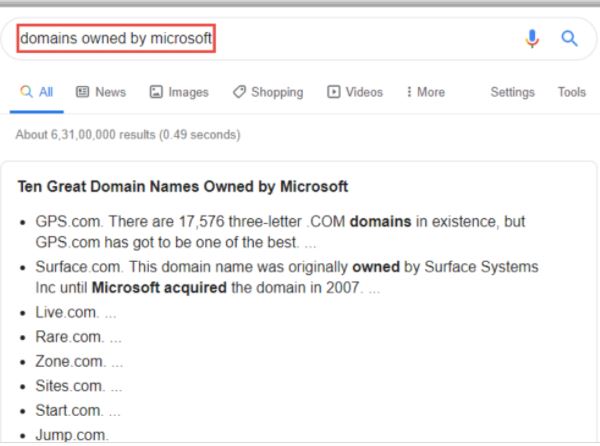 domains owned by microsoft
All News Images Shopping Videos More Settings Tools
About 6,31,00,000 results (0.49 seconds)
Ten Great Domain Names Owned by Microsoft
• GPS.com. There are 17,576 three-letter .COM domains in existence, but
GPS.com has got to be one of the best. ...
• Surface.com. This domain name was originally owned by Surface Systems
Inc until Microsoft acquired the domain in 2007. ...
• Live.com. ...
• Rare.com. ...
• Zone.com. ...
• Sites.com. ...
• Start.com. ...
• Jump.com.